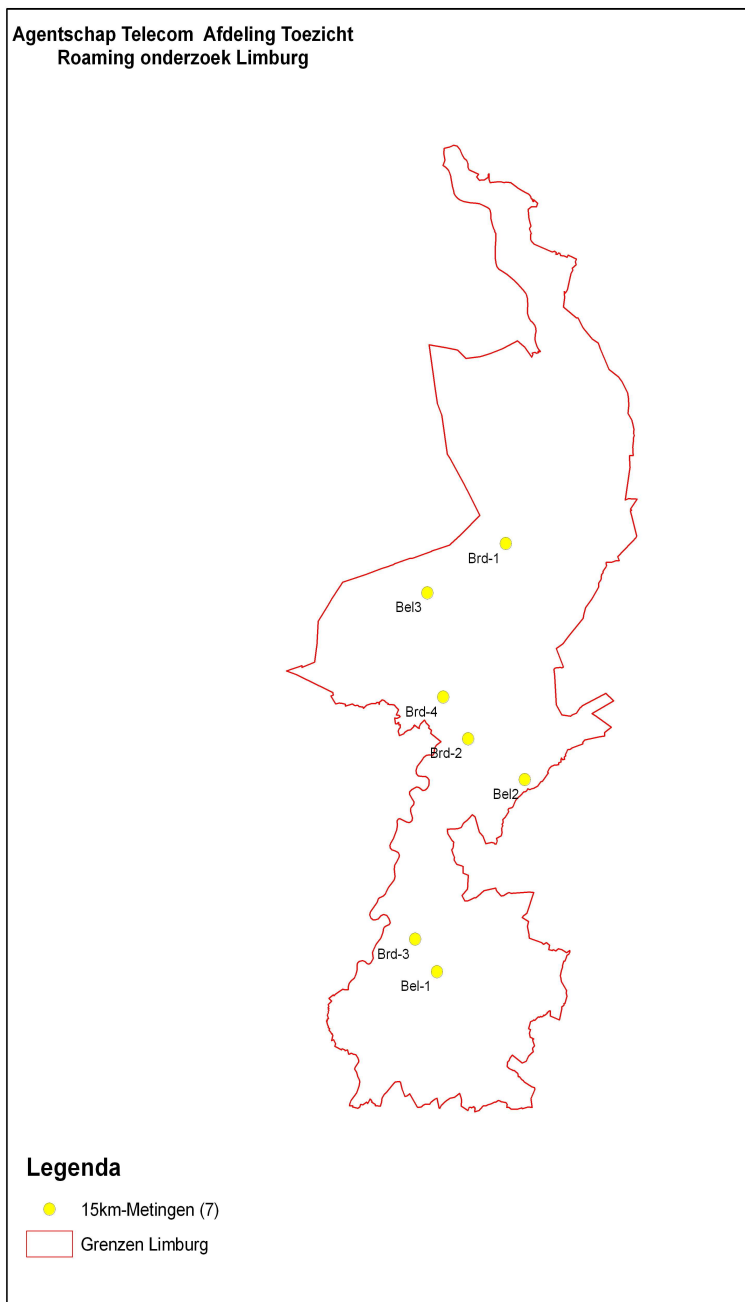 Agentschap Telecom Afdeling Toezicht
Roaming onderzoek Limburg
Brd-1
Bel3
Brd-4
Brd-2
Bel2
Brd-3
Bel-1
Legenda
15km-Metingen (7)
Grenzen Limburg